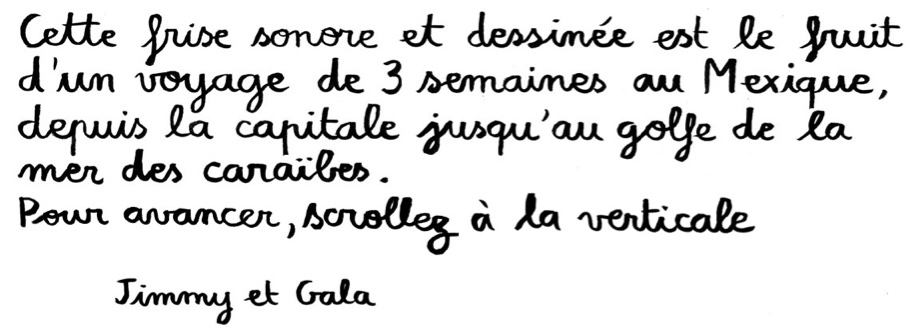 Cette frise sonore et dessinée est le fruit
d'un voyage de 3 semaines au Mexique,
depuis la capitale jusqu'au golfe de la
mer des caraïbes.
Pour avancer, scrollez à la verticale
Jimmy et Gala